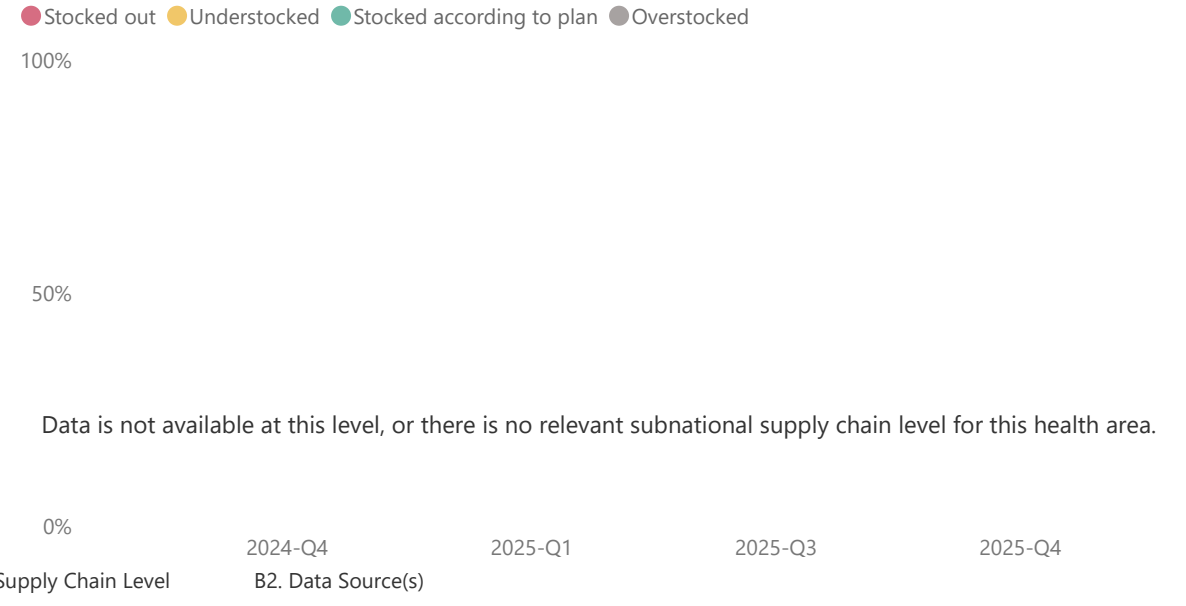 Stocked out Understocked Stocked according to plan Overstocked
100%
50%
Data is not available at this level, or there is no relevant subnational supply chain level for this health area.
0%
2024-Q4 2025-Q1 2025-Q3 2025-Q4
Supply Chain Level B2. Data Source(s)